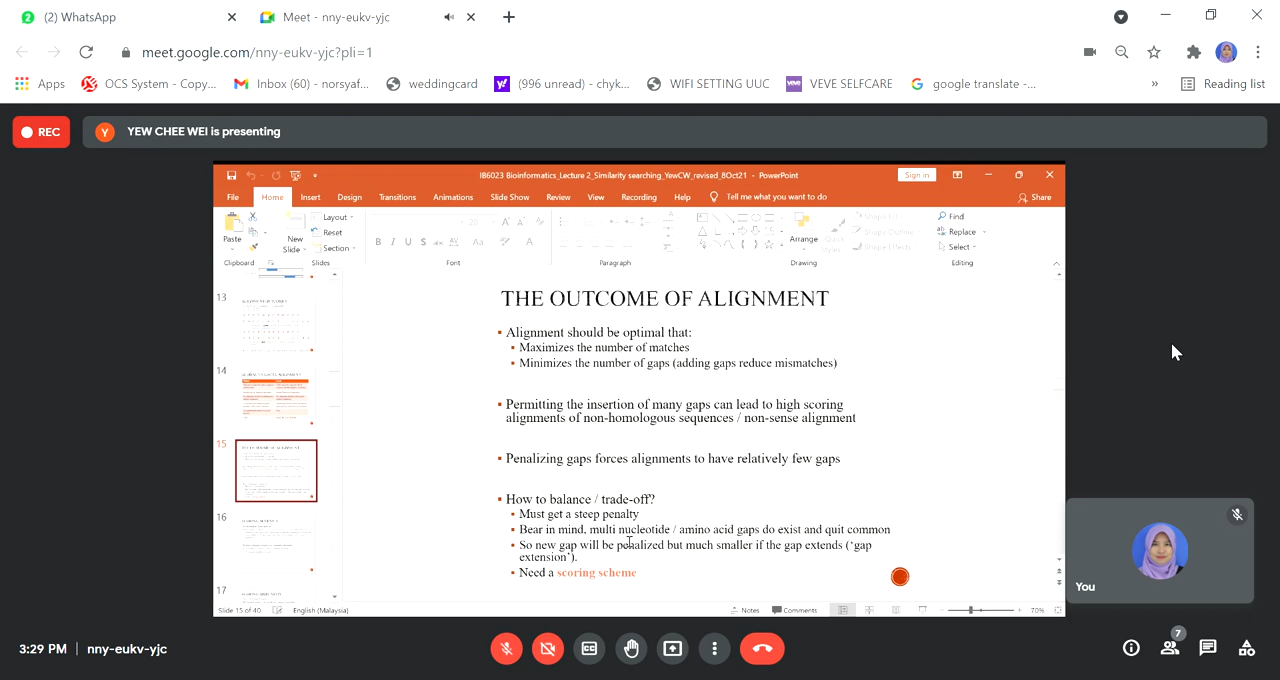 (2) WhatsApp
Meet - nny-eukv-yjc
meet.google.com/nny-eukv-yjc?pli=1
Apps
OCS System - Copy...
Inbox (60) - norsyaf...
weddingcard
(996 unread) - chyk...
WIFI SETTING UUC
VEVE SELFCARE
google translate -...
»
Reading list
REC
Y
YEW CHEE WEI is presenting
IB6023 Bioinformatics_Lecture 2_Similarity searching_YewCW_revised_8Oct21 - PowerPoint
Sign in
File
Home
Insert
Design
Transitions
Animations
Slide Show
Review
View
Recording
Help
Tell me what you want to do
Share
Paste
New Slide
Layout
Reset
Section
Arrange
Quick Styles
Shape Fill
Shape Outline
Shape Effects
Find
Replace
Select
Clipboard
Slides
Font
Paragraph
Drawing
Editing
13
14
15
16
17
THE OUTCOME OF ALIGNMENT
▪ Alignment should be optimal that:
▪ Maximizes the number of matches
▪ Minimizes the number of gaps (adding gaps reduce mismatches)
▪ Permitting the insertion of many gaps can lead to high scoring
alignments of non-homologous sequences / non-sense alignment
▪ Penalizing gaps forces alignments to have relatively few gaps
▪ How to balance / trade-off?
▪ Must get a steep penalty
▪ Bear in mind, multi nucleotide / amino acid gaps do exist and quit common
▪ So new gap will be penalized but much smaller if the gap extends (‘gap
extension’).
▪ Need a scoring scheme
Slide 15 of 40
English (Malaysia)
Notes
Comments
70%
You
3:29 PM | nny-eukv-yjc
7